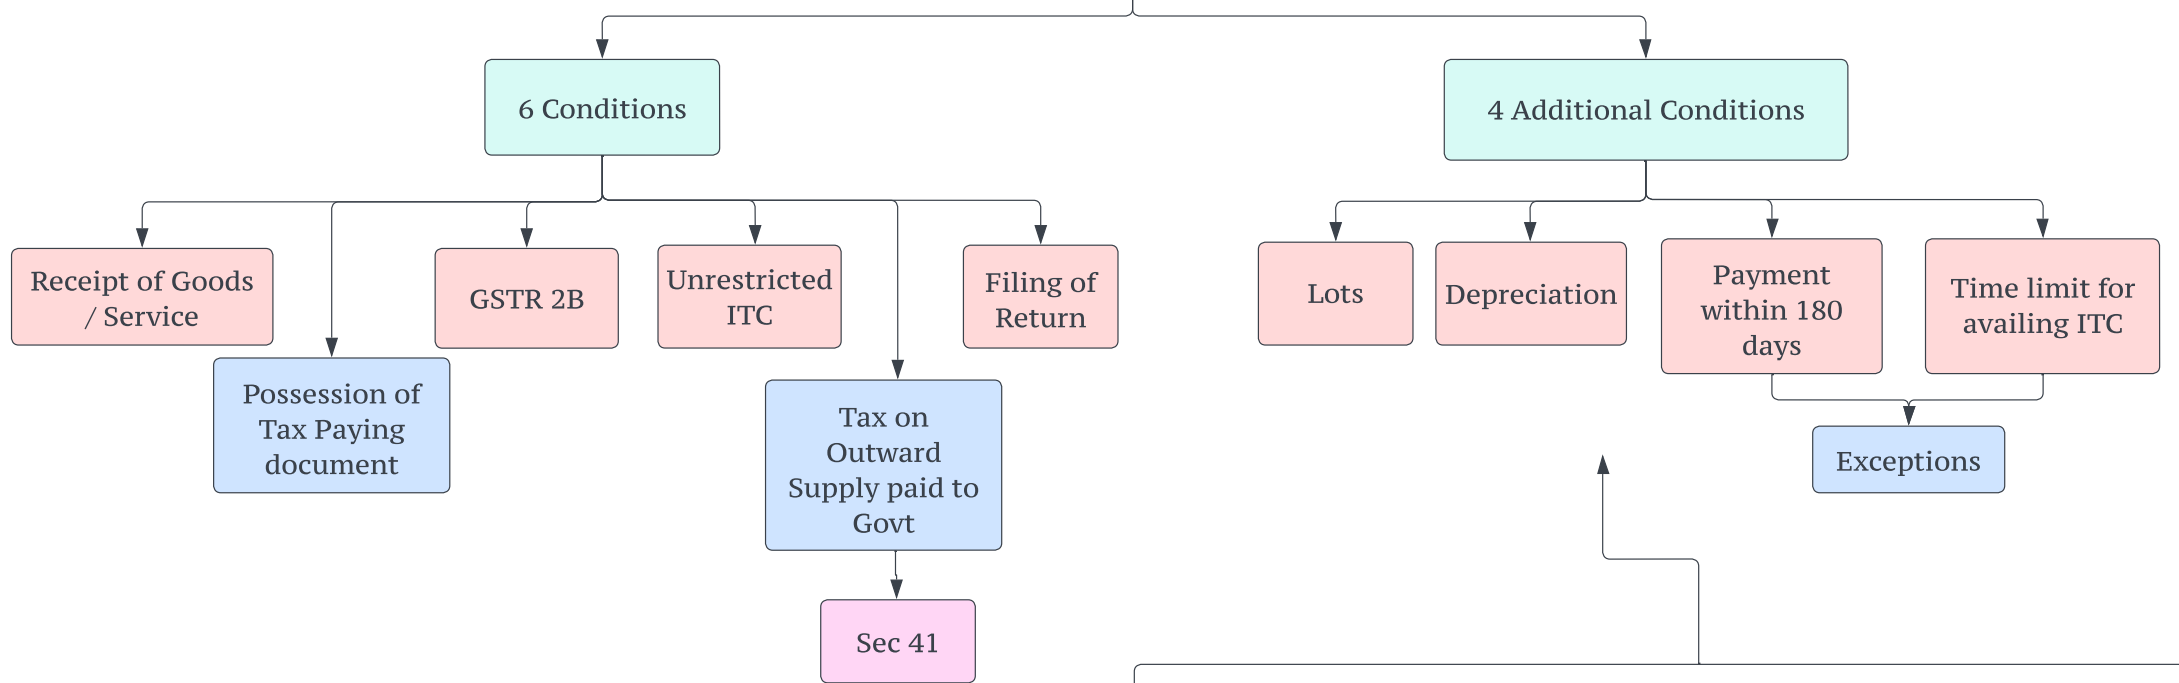 6 Conditions
4 Additional Conditions
Receipt of Goods
/ Service
GSTR 2B
Unrestricted
ITC
Filing of
Return
Lots
Depreciation
Payment
within 180
days
Time limit for
availing ITC
Possession of
Tax Paying
document
Tax on
Outward
Supply paid to
Govt
Exceptions
Sec 41